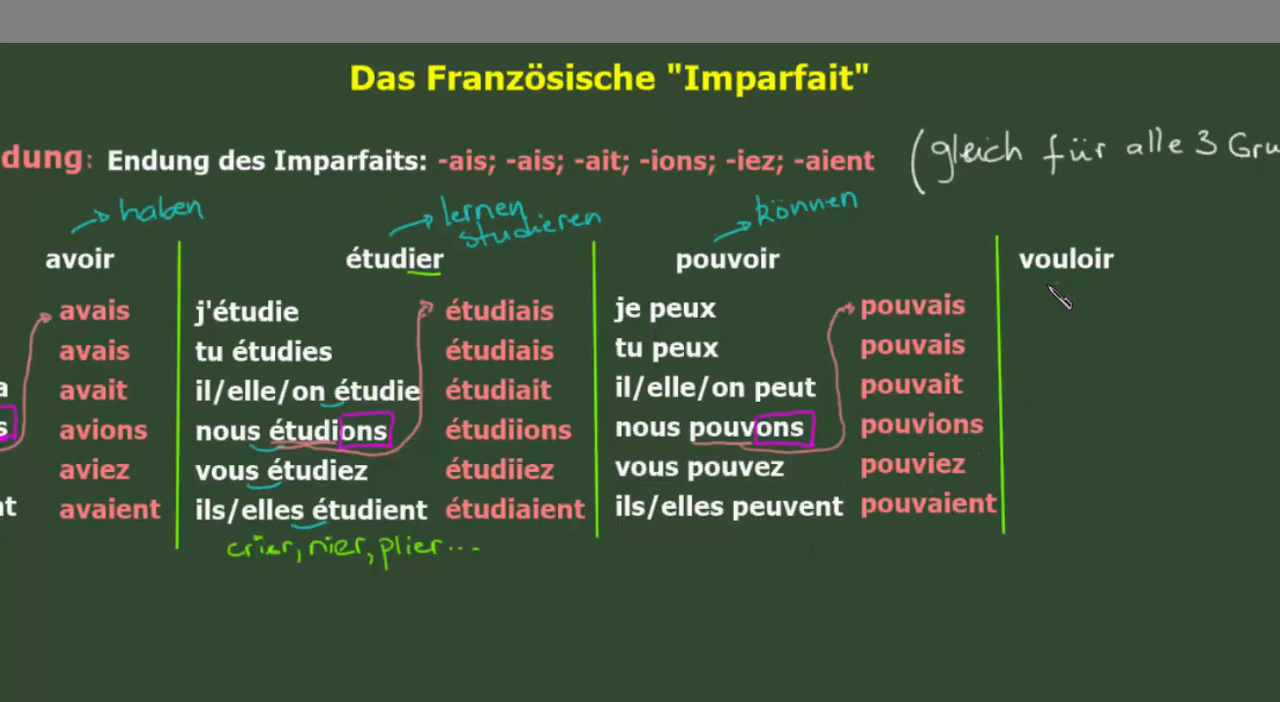 Das Französische "Imparfait"
dung: Endung des Imparfaits: -ais; -ais; -ait; -ions; -iez; -aient (gleich für alle 3 Gru
haben lernen studieren können
avoir étudier pouvoir vouloir
avais j'étudie étudiais je peux pouvais
avais tu étudies étudiais tu peux pouvais
a avait il/elle/on étudie étudiait il/elle/on peut pouvait
s avions nous étudions étudiions nous pouvons pouvions
aviez vous étudiez étudiiez vous pouvez pouviez
nt avaient ils/elles étudient étudiaient ils/elles peuvent pouvaient
crier, nier, plier...